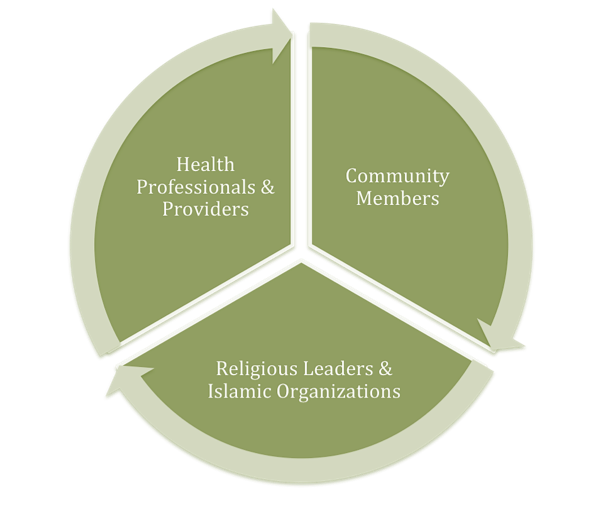 Health
Professionals &
Providers
Community
Members
Religious Leaders &
Islamic Organizations